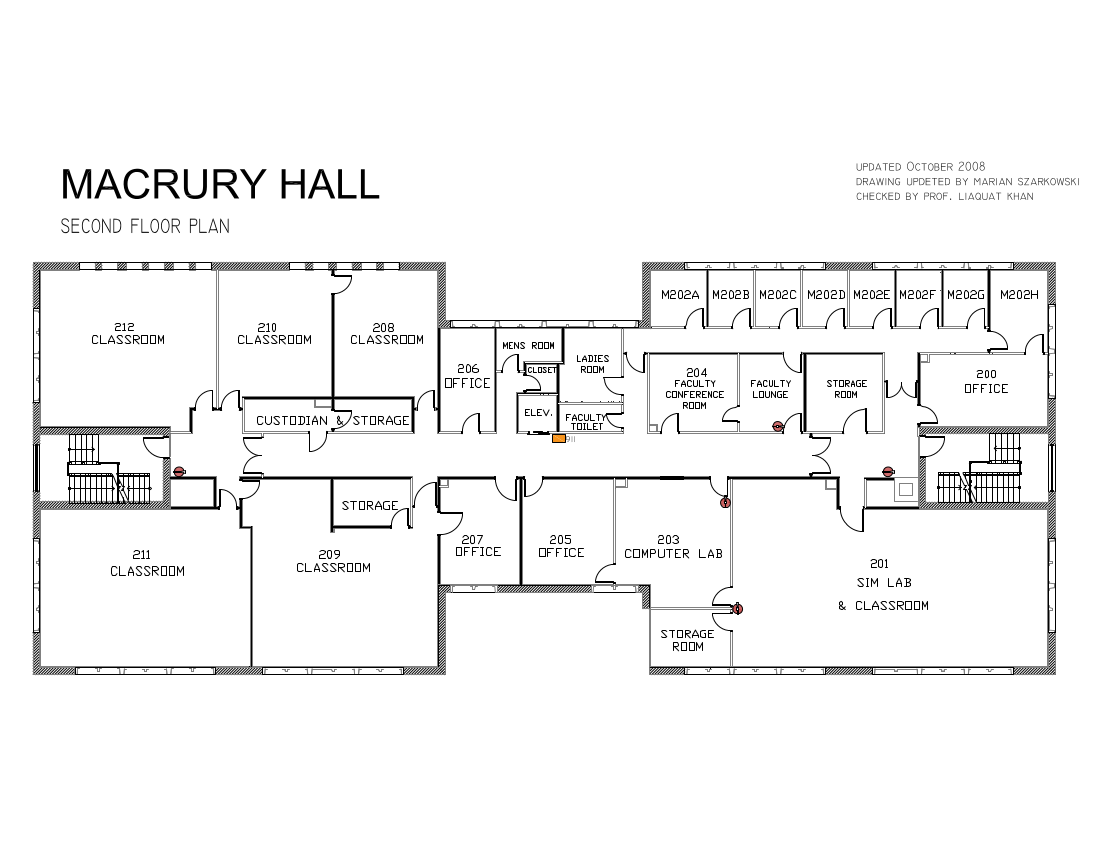 MACRURY HALL
SECOND FLOOR PLAN
UPDATED OCTOBER 2008
DRAWING UPDETED BY MARIAN SZARKOWSKI
CHECKED BY PROF. LIAQUAT KHAN
212
CLASSROOM
210
CLASSROOM
208
CLASSROOM
206
OFFICE
MENS ROOM
CLOSET
LADIES
ROOM
ELEV.
FACULTY
TOILET
M202A
M202B
M202C
M202D
M202E
M202F
M202G
M202H
204
FACULTY
CONFERENCE
ROOM
FACULTY
LOUNGE
STORAGE
ROOM
200
OFFICE
CUSTODIAN & STORAGE
911
STORAGE
211
CLASSROOM
209
CLASSROOM
207
OFFICE
205
OFFICE
203
COMPUTER LAB
201
SIM LAB
& CLASSROOM
STORAGE
ROOM